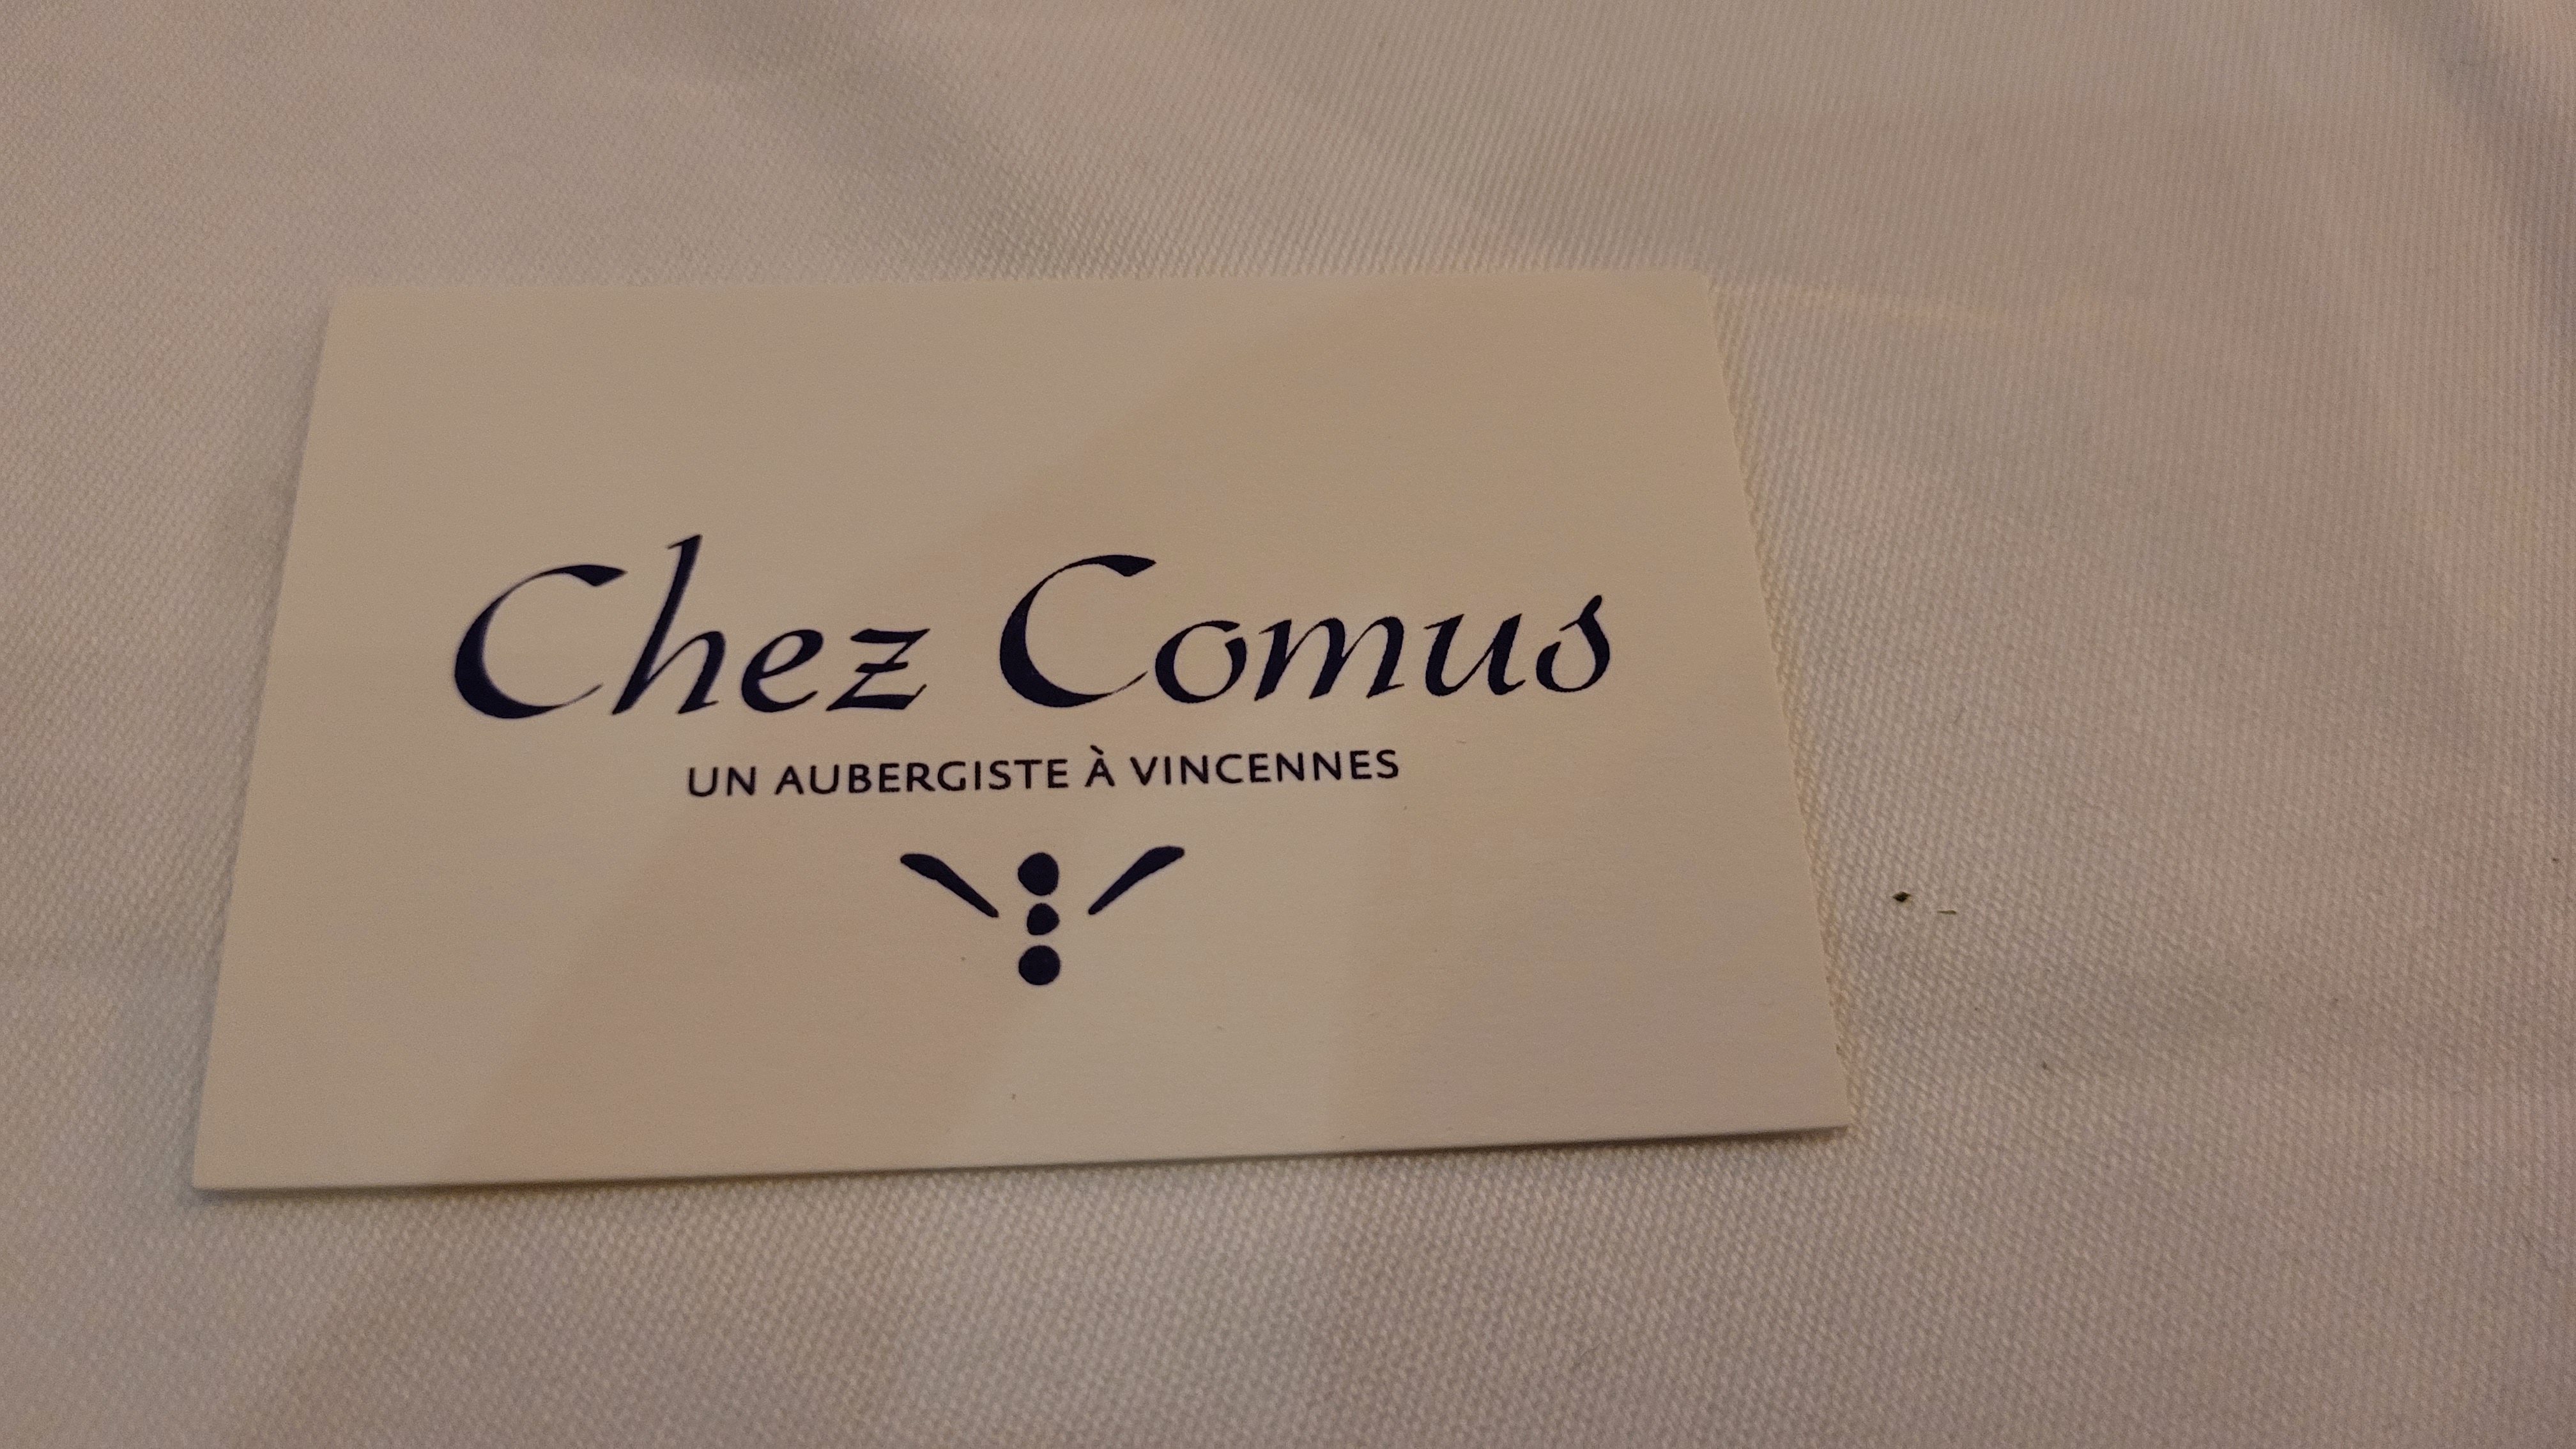 Chez Comus
UN AUBERGISTE À VINCENNES